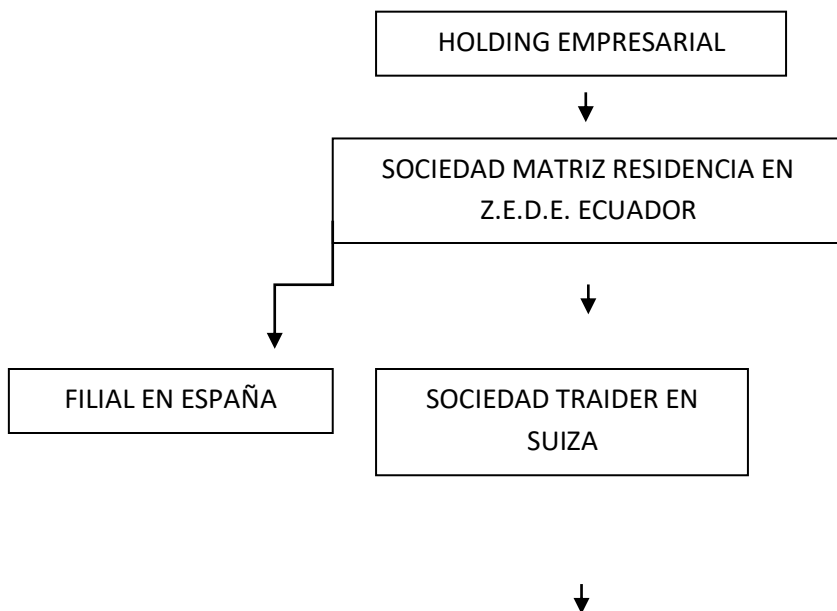 HOLDING EMPRESARIAL
SOCIEDAD MATRIZ RESIDENCIA EN
Z.E.D.E. ECUADOR
FILIAL EN ESPAÑA
SOCIEDAD TRAIDER EN
SUIZA